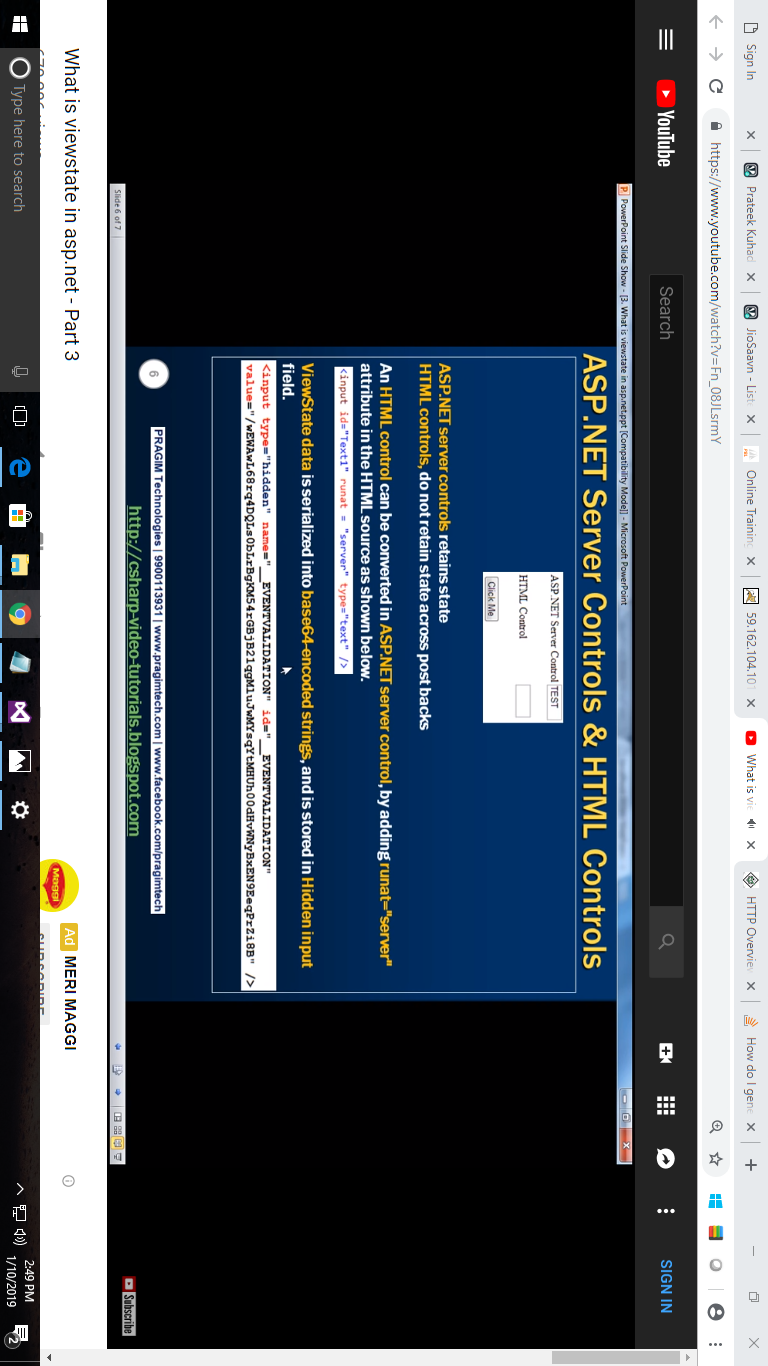 Sign In
Prateek Kuhad
JioSaavn - List
Online Training
59.162.104.101
What is vie
HTTP Overvie
How do I gene
https://www.youtube.com/watch?v=Fn_08JLsrmY
YouTube
Search
SIGN IN
PowerPoint Slide Show - [3. What is viewstate in asp.net.ppt [Compatibility Mode]] - Microsoft PowerPoint
ASP.NET Server Controls & HTML Controls
ASP.NET Server Control TEST
HTML Control
Click Me
ASP.NET server controls retains state
HTML controls, do not retain state across post backs
An HTML control can be converted in ASP.NET server control, by adding runat="server"
attribute in the HTML source as shown below.
<input id="Text1" runat = "server" type="text" />
ViewState data is serialized into base64-encoded strings, and is stored in Hidden input
field.
<input type="hidden" name="__EVENTVALIDATION" id="__EVENTVALIDATION"
6
PRAGIM Technologies | 9900113931 | www.pragimtech.com | www.facebook.com/pragimtech
http://csharp-video-tutorials.blogspot.com
Slide 6 of 7
Subscribe
What is viewstate in asp.net - Part 3
Maggi
Ad MERI MAGGI
SUBSCRIBE
Type here to search
2:49 PM
1/10/2019
2